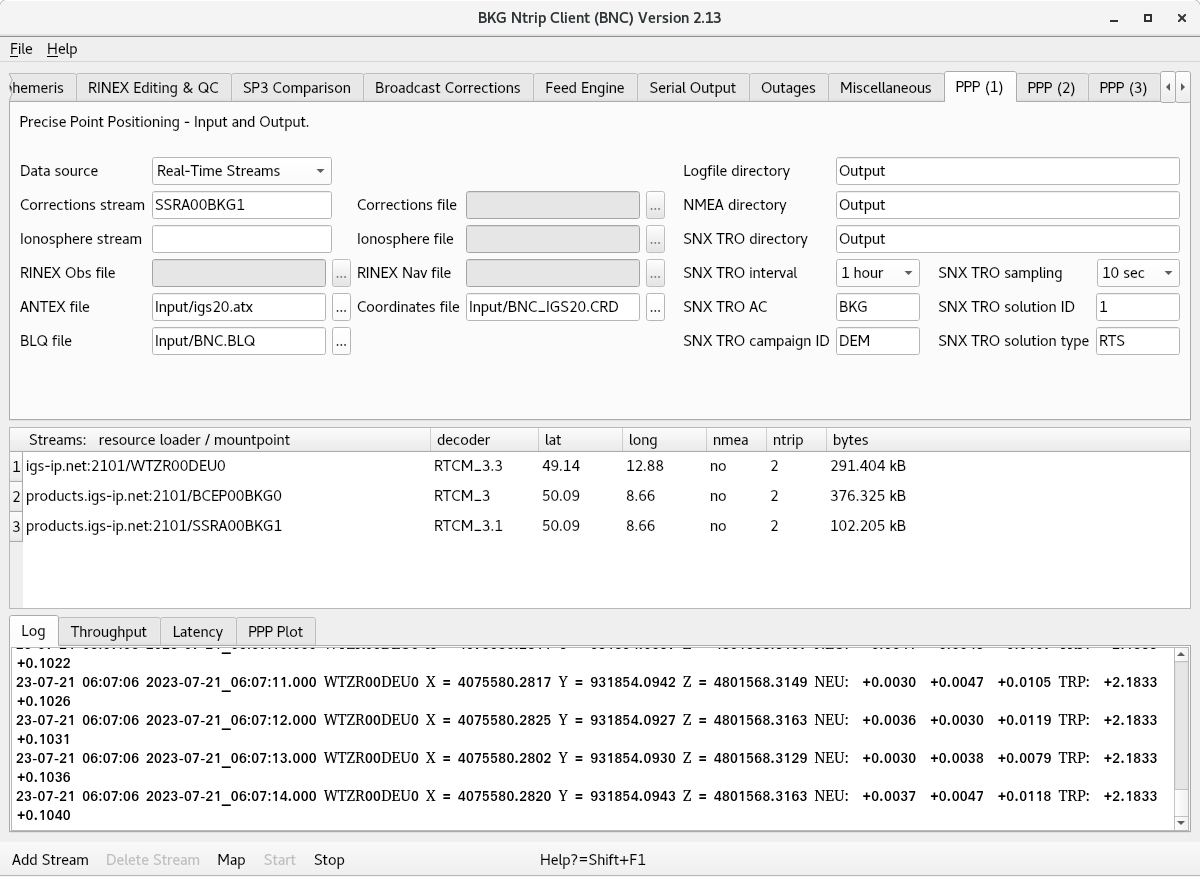 BKG Ntrip Client (BNC) Version 2.13
File Help
hemeris RINEX Editing & QC SP3 Comparison Broadcast Corrections Feed Engine Serial Output Outages Miscellaneous PPP (1) PPP (2) PPP (3)
Precise Point Positioning - Input and Output.
Data source Real-Time Streams Logfile directory Output
Corrections stream SSRA00BKG1 Corrections file ... NMEA directory Output
Ionosphere stream Ionosphere file ... SNX TRO directory Output
RINEX Obs file ... RINEX Nav file ... SNX TRO interval 1 hour SNX TRO sampling 10 sec
ANTEX file Input/igs20.atx ... Coordinates file Input/BNC_IGS20.CRD ... SNX TRO AC BKG SNX TRO solution ID 1
BLQ file Input/BNC.BLQ ... SNX TRO campaign ID DEM SNX TRO solution type RTS
Streams: resource loader / mountpoint decoder lat long nmea ntrip bytes
1 igs-ip.net:2101/WTZR00DEU0 RTCM_3.3 49.14 12.88 no 2 291.404 kB
2 products.igs-ip.net:2101/BCEP00BKG0 RTCM_3 50.09 8.66 no 2 376.325 kB
3 products.igs-ip.net:2101/SSRA00BKG1 RTCM_3.1 50.09 8.66 no 2 102.205 kB
Log Throughput Latency PPP Plot
+0.1022
23-07-21 06:07:06 2023-07-21_06:07:11.000 WTZR00DEU0 X = 4075580.2817 Y = 931854.0942 Z = 4801568.3149 NEU: +0.0030 +0.0047 +0.0105 TRP: +2.1833
+0.1026
23-07-21 06:07:06 2023-07-21_06:07:12.000 WTZR00DEU0 X = 4075580.2825 Y = 931854.0927 Z = 4801568.3163 NEU: +0.0036 +0.0030 +0.0119 TRP: +2.1833
+0.1031
23-07-21 06:07:06 2023-07-21_06:07:13.000 WTZR00DEU0 X = 4075580.2802 Y = 931854.0930 Z = 4801568.3129 NEU: +0.0030 +0.0038 +0.0079 TRP: +2.1833
+0.1036
23-07-21 06:07:06 2023-07-21_06:07:14.000 WTZR00DEU0 X = 4075580.2820 Y = 931854.0943 Z = 4801568.3163 NEU: +0.0037 +0.0047 +0.0118 TRP: +2.1833
+0.1040
Add Stream Delete Stream Map Start Stop Help?=Shift+F1